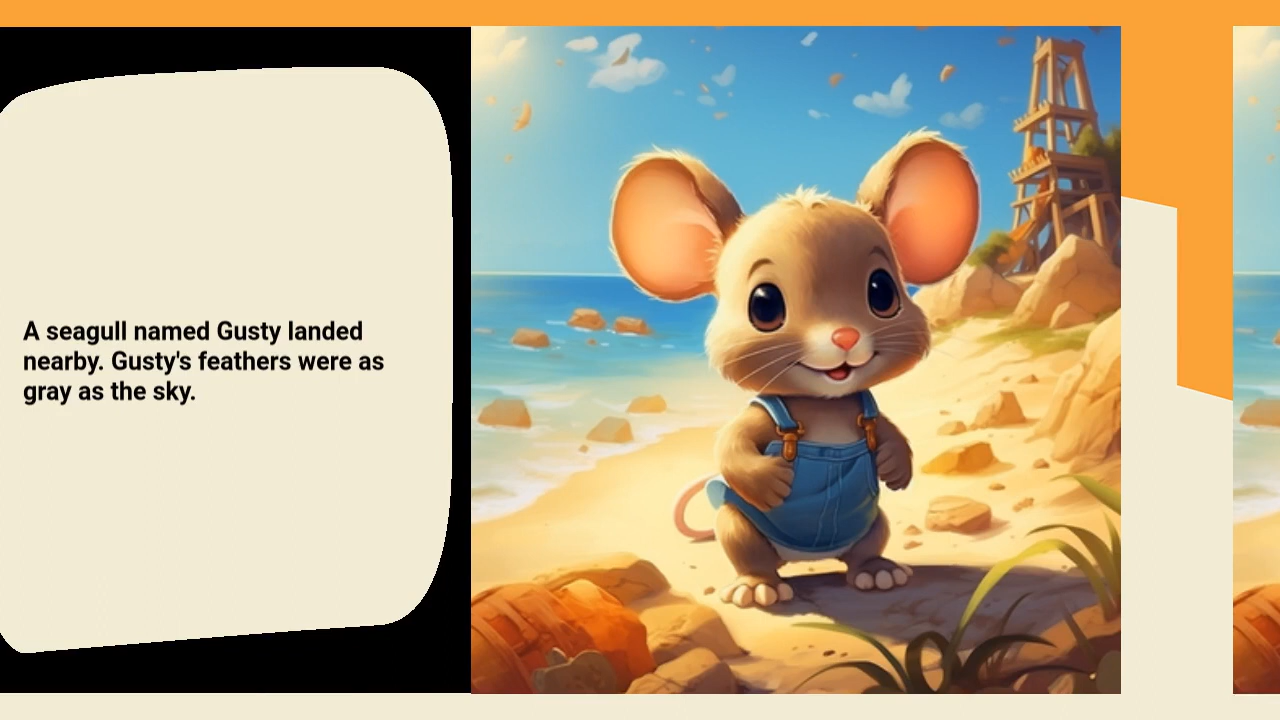 A seagull named Gusty landed
nearby. Gusty's feathers were as
gray as the sky.